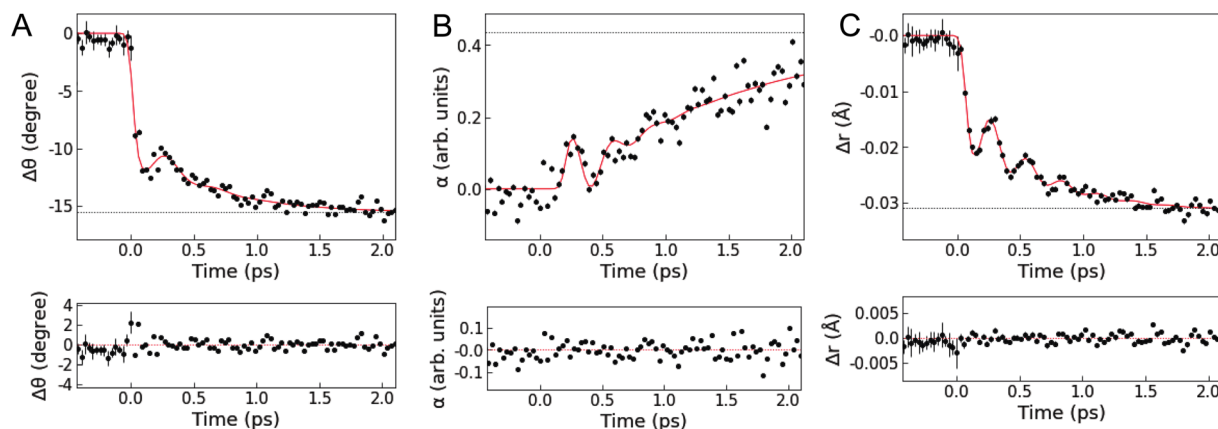 A
Δθ (degree)
0
-5
-10
-15
0.0 0.5 1.0 1.5 2.0
Time (ps)
B
α (arb. units)
0.4
0.2
0.0
0.0 0.5 1.0 1.5 2.0
Time (ps)
C
Δr (Å)
-0.0
-0.01
-0.02
-0.03
0.0 0.5 1.0 1.5 2.0
Time (ps)
Δθ (degree)
4
2
0
-2
-4
0.0 0.5 1.0 1.5 2.0
Time (ps)
α (arb. units)
0.1
-0.0
-0.1
0.0 0.5 1.0 1.5 2.0
Time (ps)
Δr (Å)
0.005
0.0
-0.005
0.0 0.5 1.0 1.5 2.0
Time (ps)